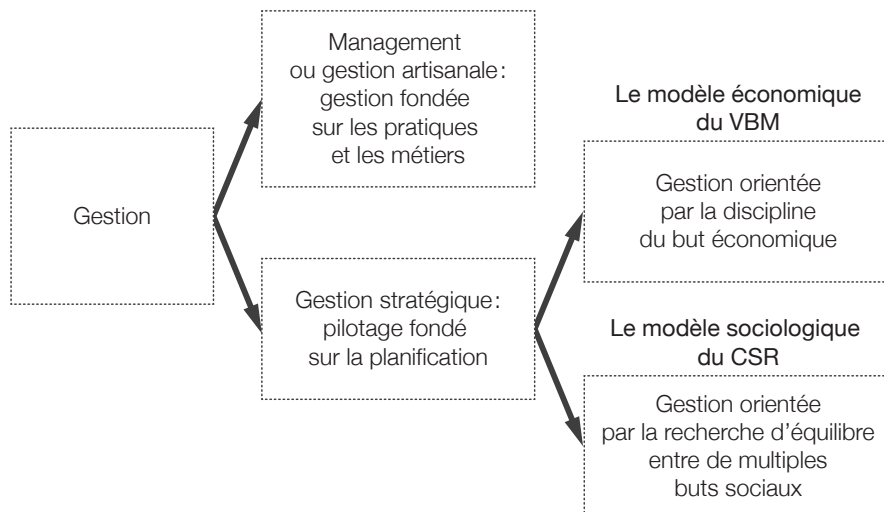 Gestion
Management
ou gestion artisanale :
gestion fondée
sur les pratiques
et les métiers
Gestion stratégique :
pilotage fondé
sur la planification
Le modèle économique
du VBM
Gestion orientée
par la discipline
du but économique
Le modèle sociologique
du CSR
Gestion orientée
par la recherche d’équilibre
entre de multiples
buts sociaux